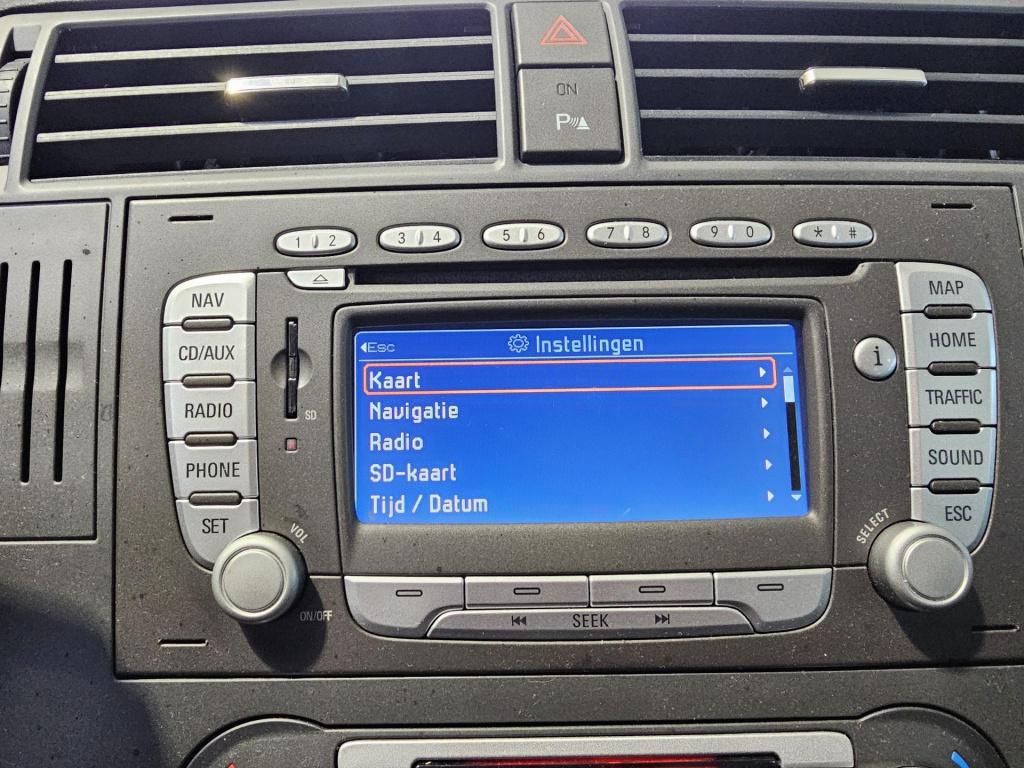 ON
P
1 2
3 4
5 6
7 8
9 0
* #
NAV
CD/AUX
RADIO
PHONE
SET
SD
VOL
ON/OFF
Esc
Instellingen
Kaart
Navigatie
Radio
SD-kaart
Tijd / Datum
SEEK
i
MAP
HOME
TRAFFIC
SOUND
ESC
SELECT